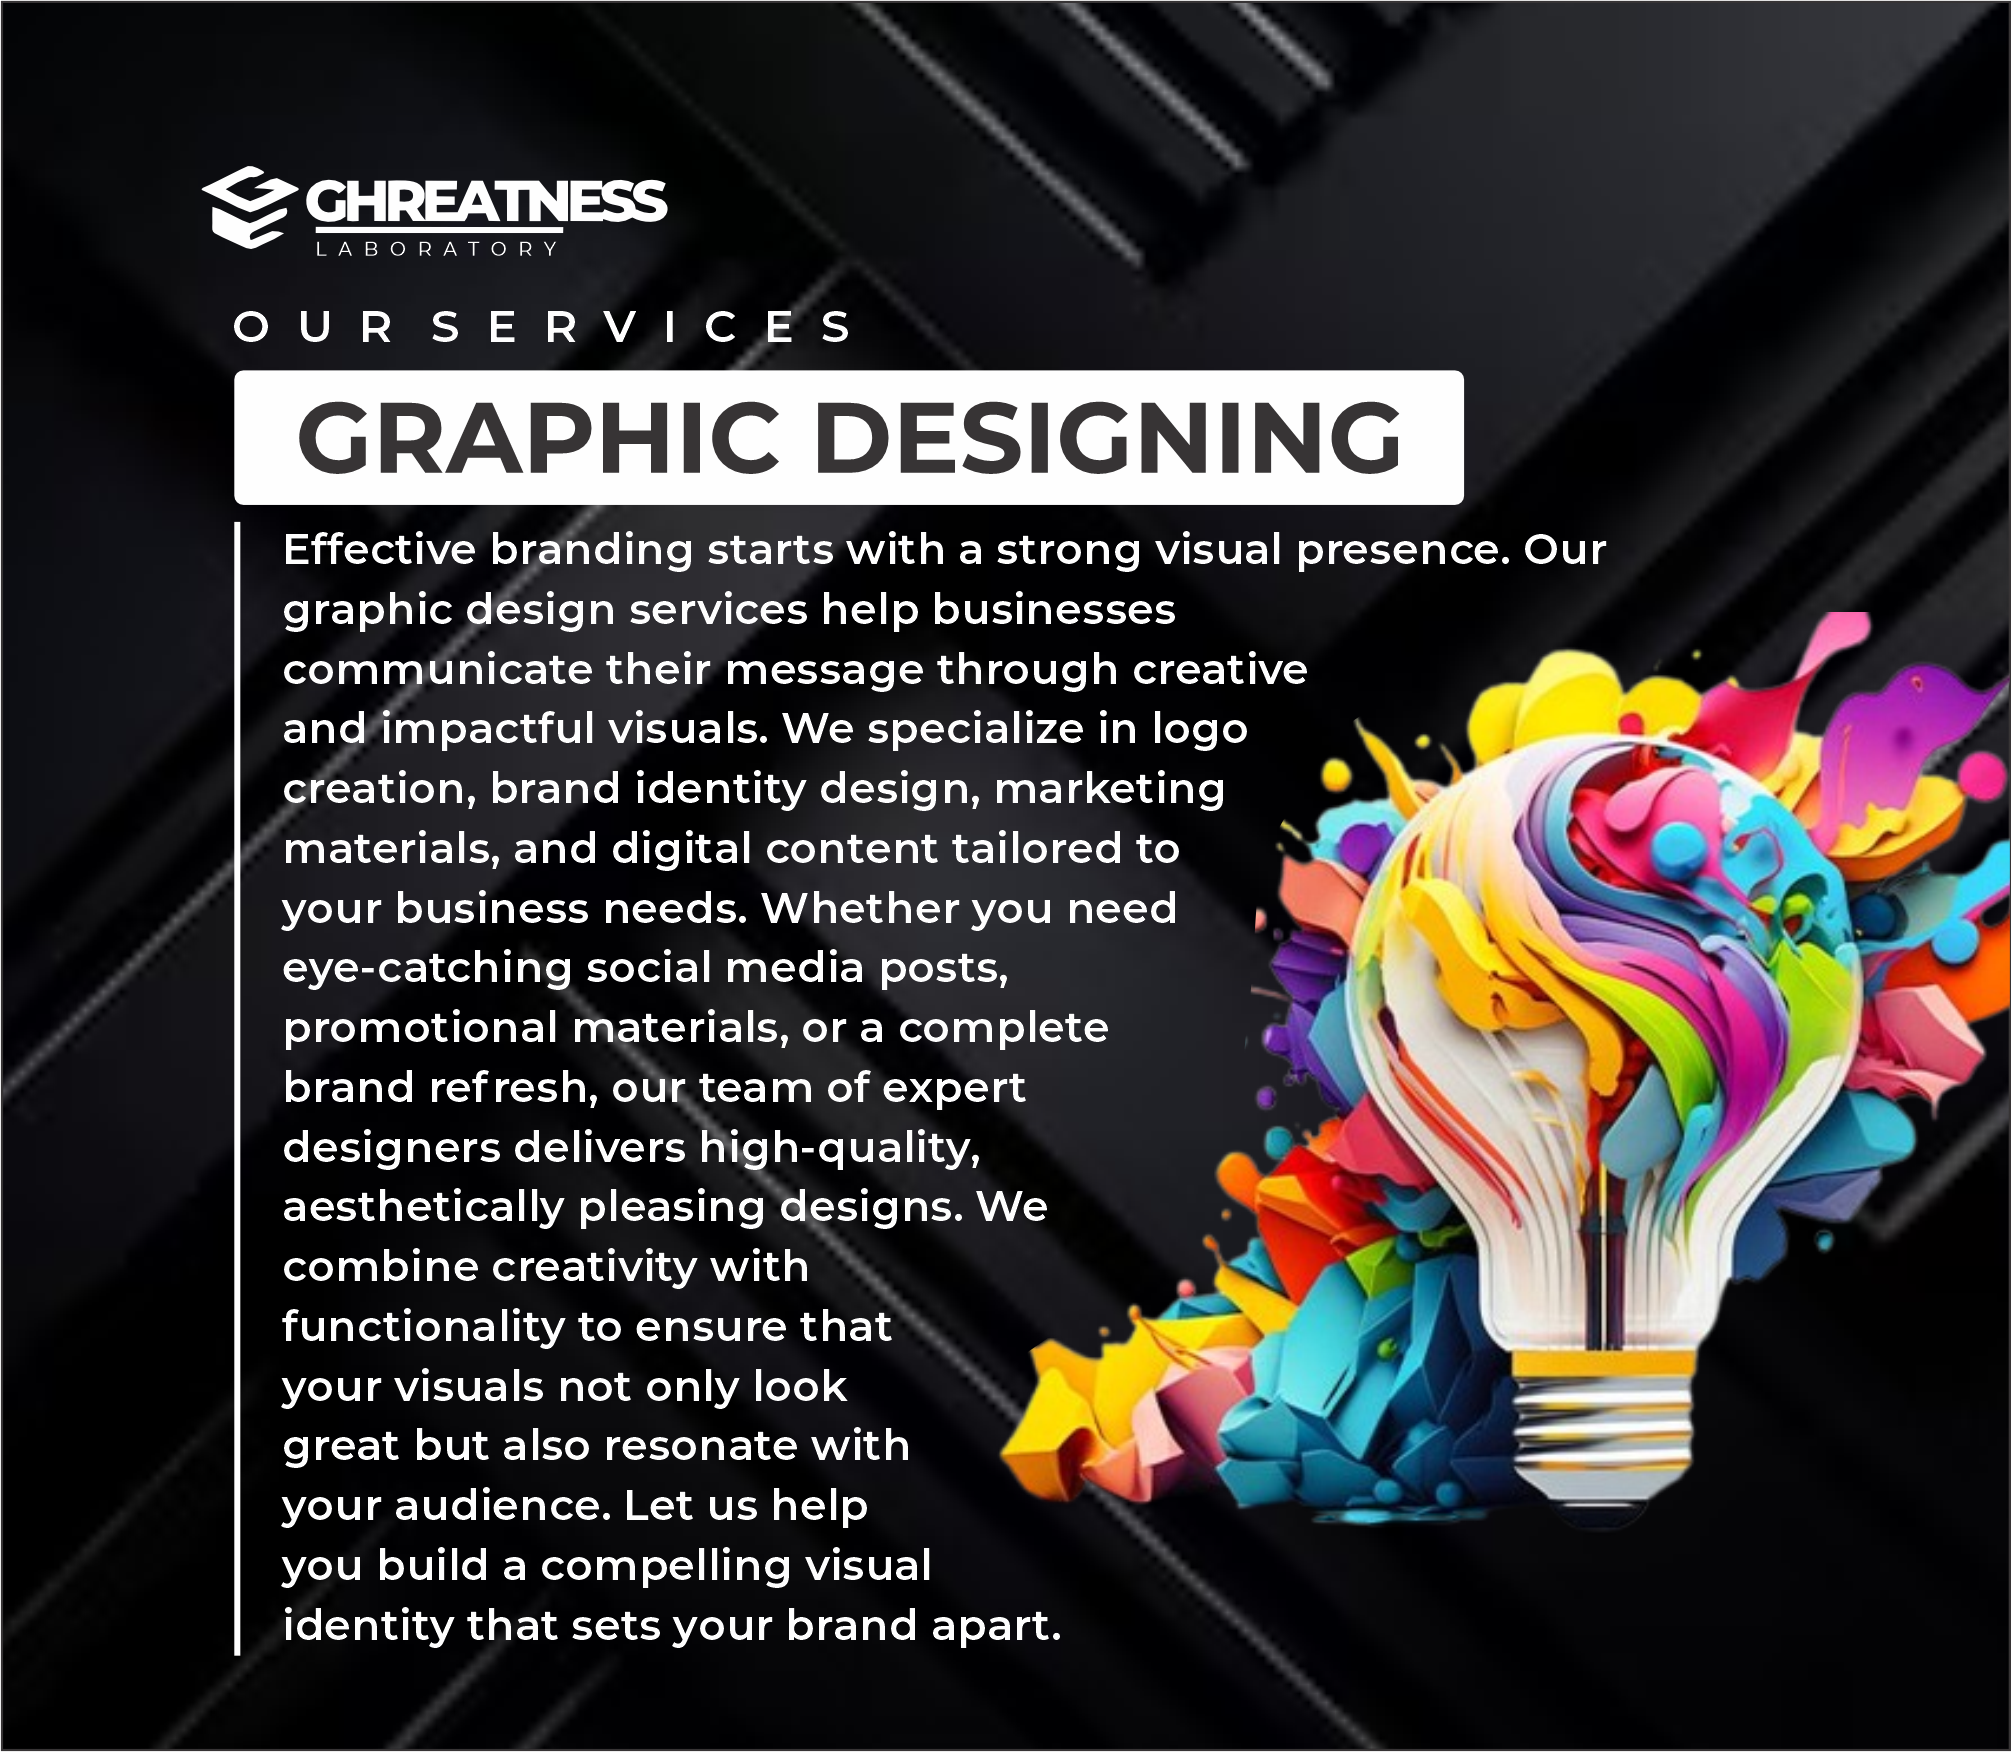 GHREATNESS
LABORATORY
OUR SERVICES
GRAPHIC DESIGNING
Effective branding starts with a strong visual presence. Our
graphic design services help businesses
communicate their message through creative
and impactful visuals. We specialize in logo
creation, brand identity design, marketing
materials, and digital content tailored to
your business needs. Whether you need
eye-catching social media posts,
promotional materials, or a complete
brand refresh, our team of expert
designers delivers high-quality,
aesthetically pleasing designs. We
combine creativity with
functionality to ensure that
your visuals not only look
great but also resonate with
your audience. Let us help
you build a compelling visual
identity that sets your brand apart.